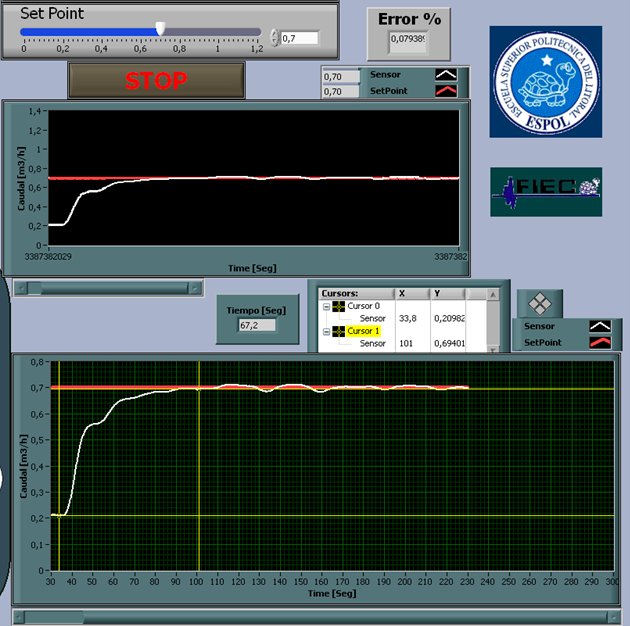 Set Point
0 0,2 0,4 0,6 0,8 1 1,2
0,7
Error %
0,07938
STOP
0,70 Sensor
0,70 SetPoint
ESCUELA SUPERIOR POLITECNICA DEL LITORAL
ESPOL
FIEC
1,4
1,2
1
0,8
0,6
0,4
0,2
0
Caudal [m3/h]
3387382029 3387382
Time [Seg]
Tiempo [Seg]
67,2
Cursors: X Y
Cursor 0
Sensor 33,8 0,20982
Cursor 1
Sensor 101 0,69401
Sensor
SetPoint
0,8
0,7
0,6
0,5
0,4
0,3
0,2
0,1
0
Caudal [m3/h]
30 40 50 60 70 80 90 100 110 120 130 140 150 160 170 180 190 200 210 220 230 240 250 260 270 280 290 300
Time [Seg]